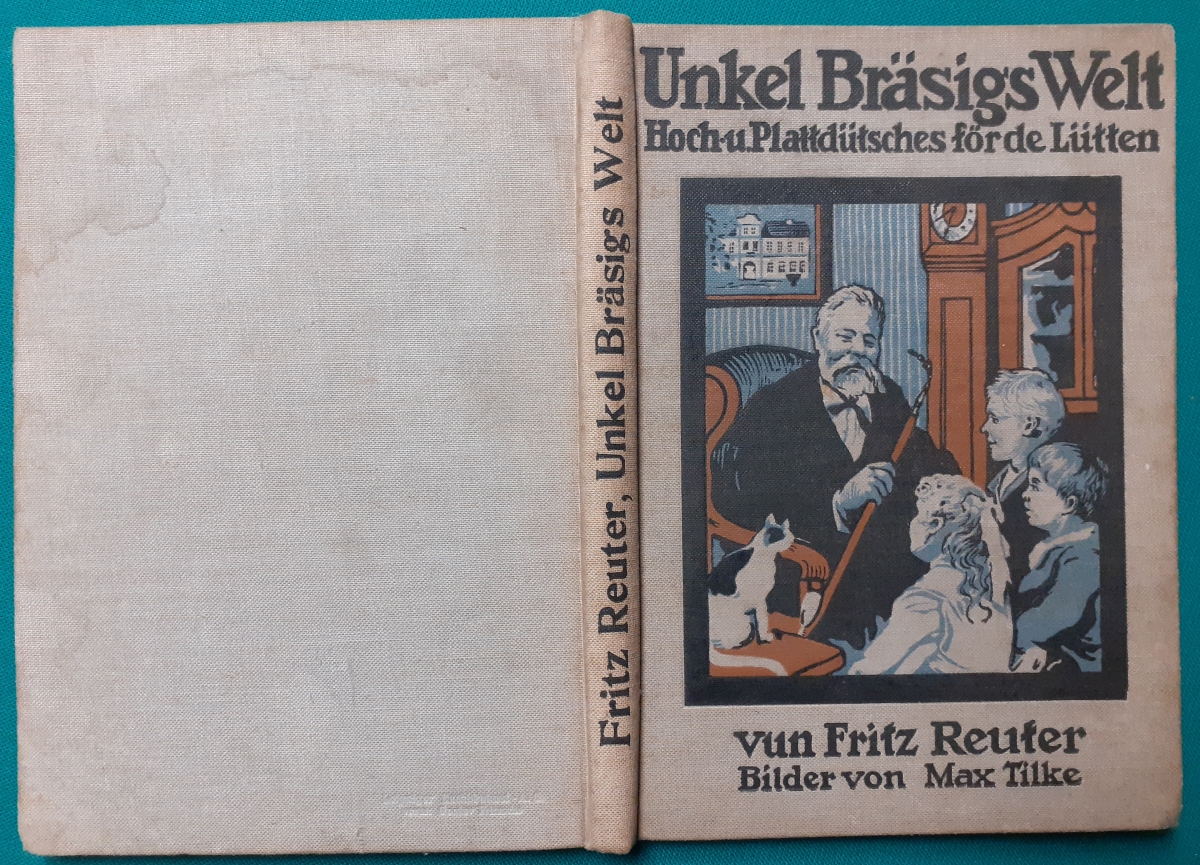 Unkel Bräsigs Welt
Hoch-u. Plattdütsches för de Lütten
vun Fritz Reuter
Bilder von Max Tilke
Fritz Reuter, Unkel Bräsigs Welt